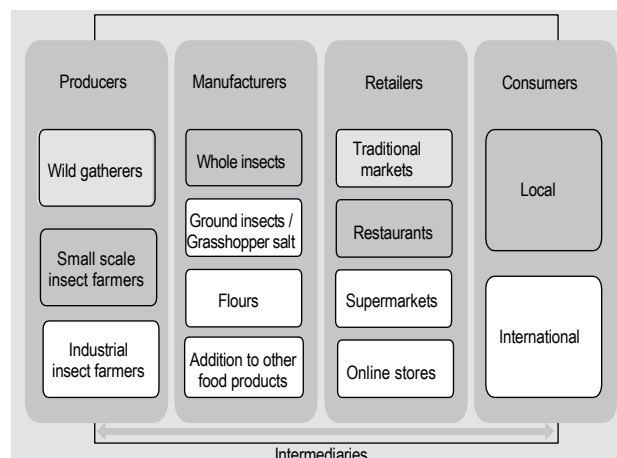 Producers
Wild gatherers
Small scale
insect farmers
Industrial
insect farmers
Manufacturers
Whole insects
Ground insects /
Grasshopper salt
Flours
Addition to other
food products
Retailers
Traditional
markets
Restaurants
Supermarkets
Online stores
Consumers
Local
International
Intermediaries